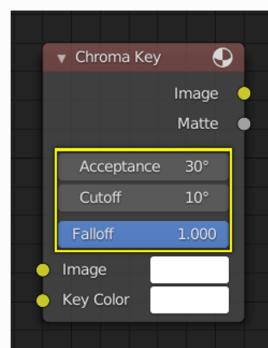 Chroma Key
Image
Matte
Acceptance 30°
Cutoff 10°
Falloff 1.000
Image
Key Color